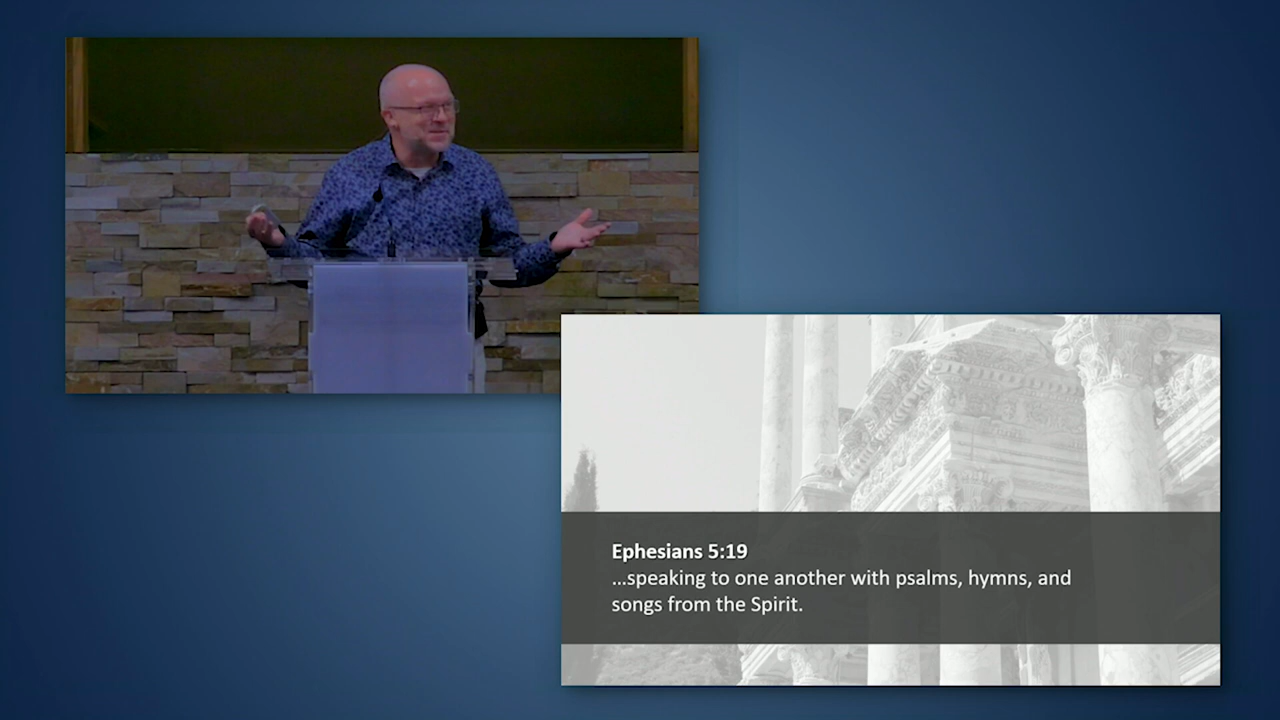 Ephesians 5:19
...speaking to one another with psalms, hymns, and
songs from the Spirit.